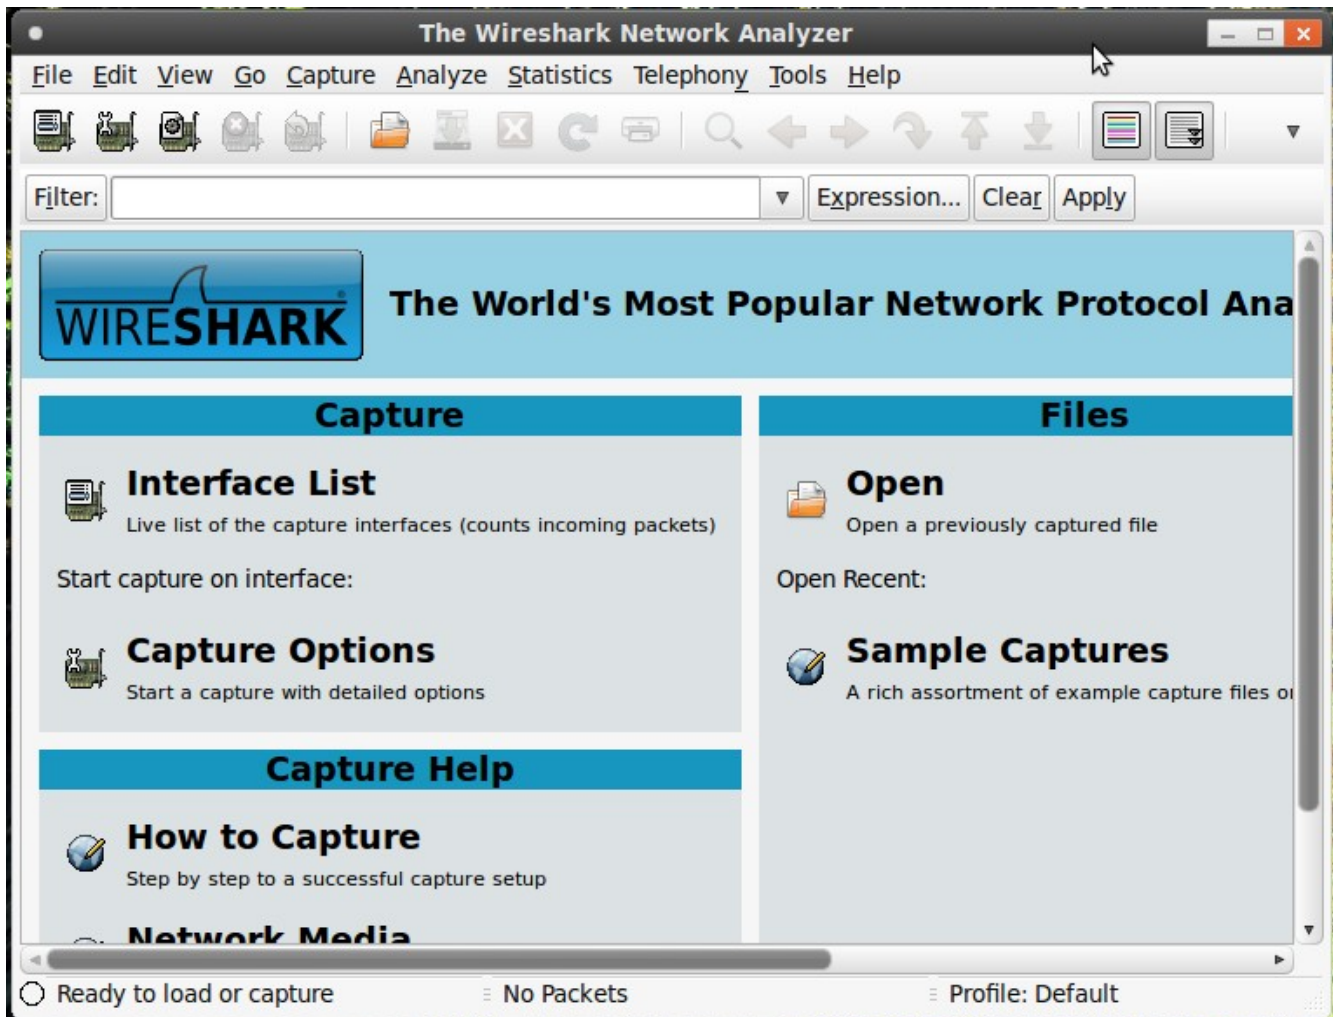 The Wireshark Network Analyzer
File Edit View Go Capture Analyze Statistics Telephony Tools Help
Filter: Expression... Clear Apply
WIRESHARK® The World's Most Popular Network Protocol Ana
Capture
Interface List
Live list of the capture interfaces (counts incoming packets)
Start capture on interface:
Capture Options
Start a capture with detailed options
Capture Help
How to Capture
Step by step to a successful capture setup
Network Media
Files
Open
Open a previously captured file
Open Recent:
Sample Captures
A rich assortment of example capture files on
Ready to load or capture No Packets Profile: Default